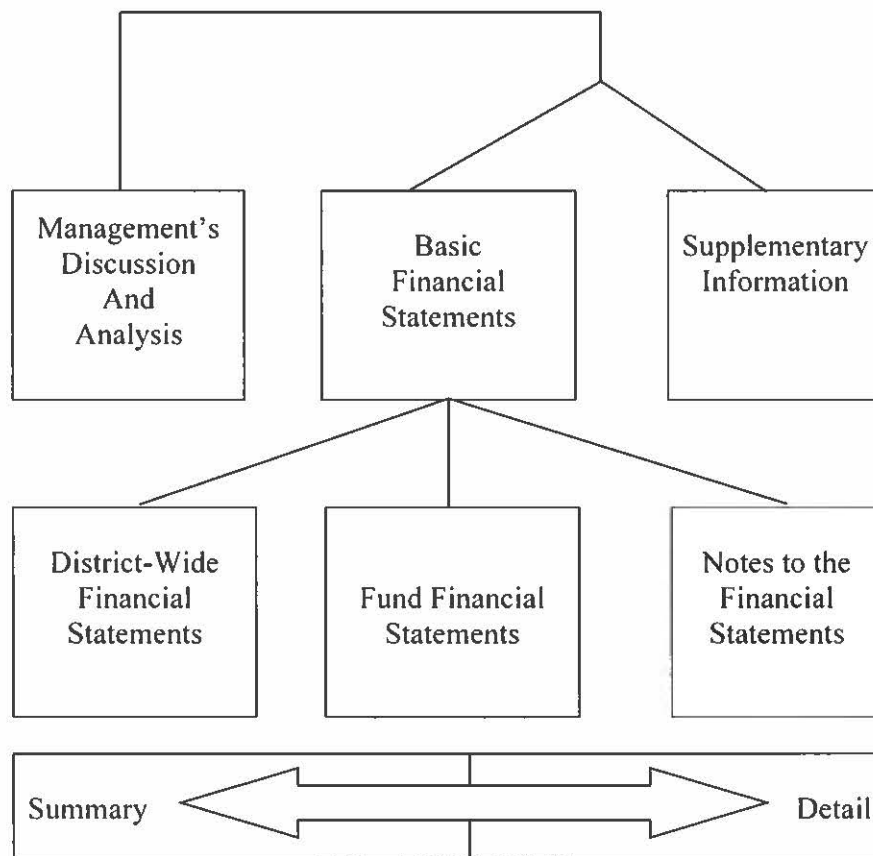 Management's
Discussion
And
Analysis
Basic
Financial
Statements
Supplementary
Information
District-Wide
Financial
Statements
Fund Financial
Statements
Notes to the
Financial
Statements
Summary
Detail